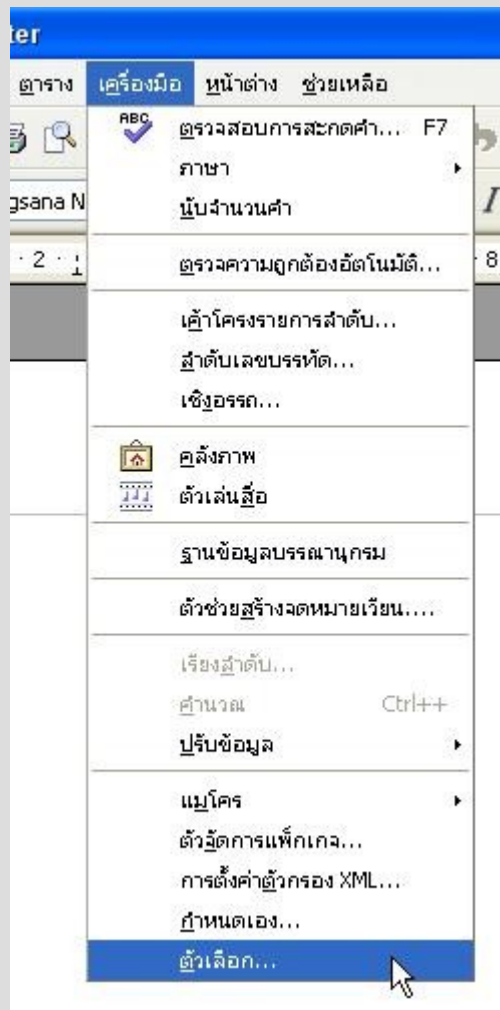 ter
ตาราง เครื่องมือ หน้าต่าง ช่วยเหลือ
ABC ตรวจสอบการสะกดคำ... F7
ภาษา
gsana N นับจำนวนคำ I
· 2 · 1 ตรวจความถูกต้องอัตโนมัติ... · 8
เค้าโครงรายการลำดับ...
ลำดับเลขบรรทัด...
เชิงอรรถ...
คลังภาพ
ตัวเล่นสื่อ
ฐานข้อมูลบรรณานุกรม
ตัวช่วยสร้างจดหมายเวียน....
เรียงลำดับ...
คำนวณ Ctrl++
ปรับข้อมูล
แมโคร
ตัวจัดการแพ็กเกจ...
การตั้งค่าตัวกรอง XML...
กำหนดเอง...
ตัวเลือก...